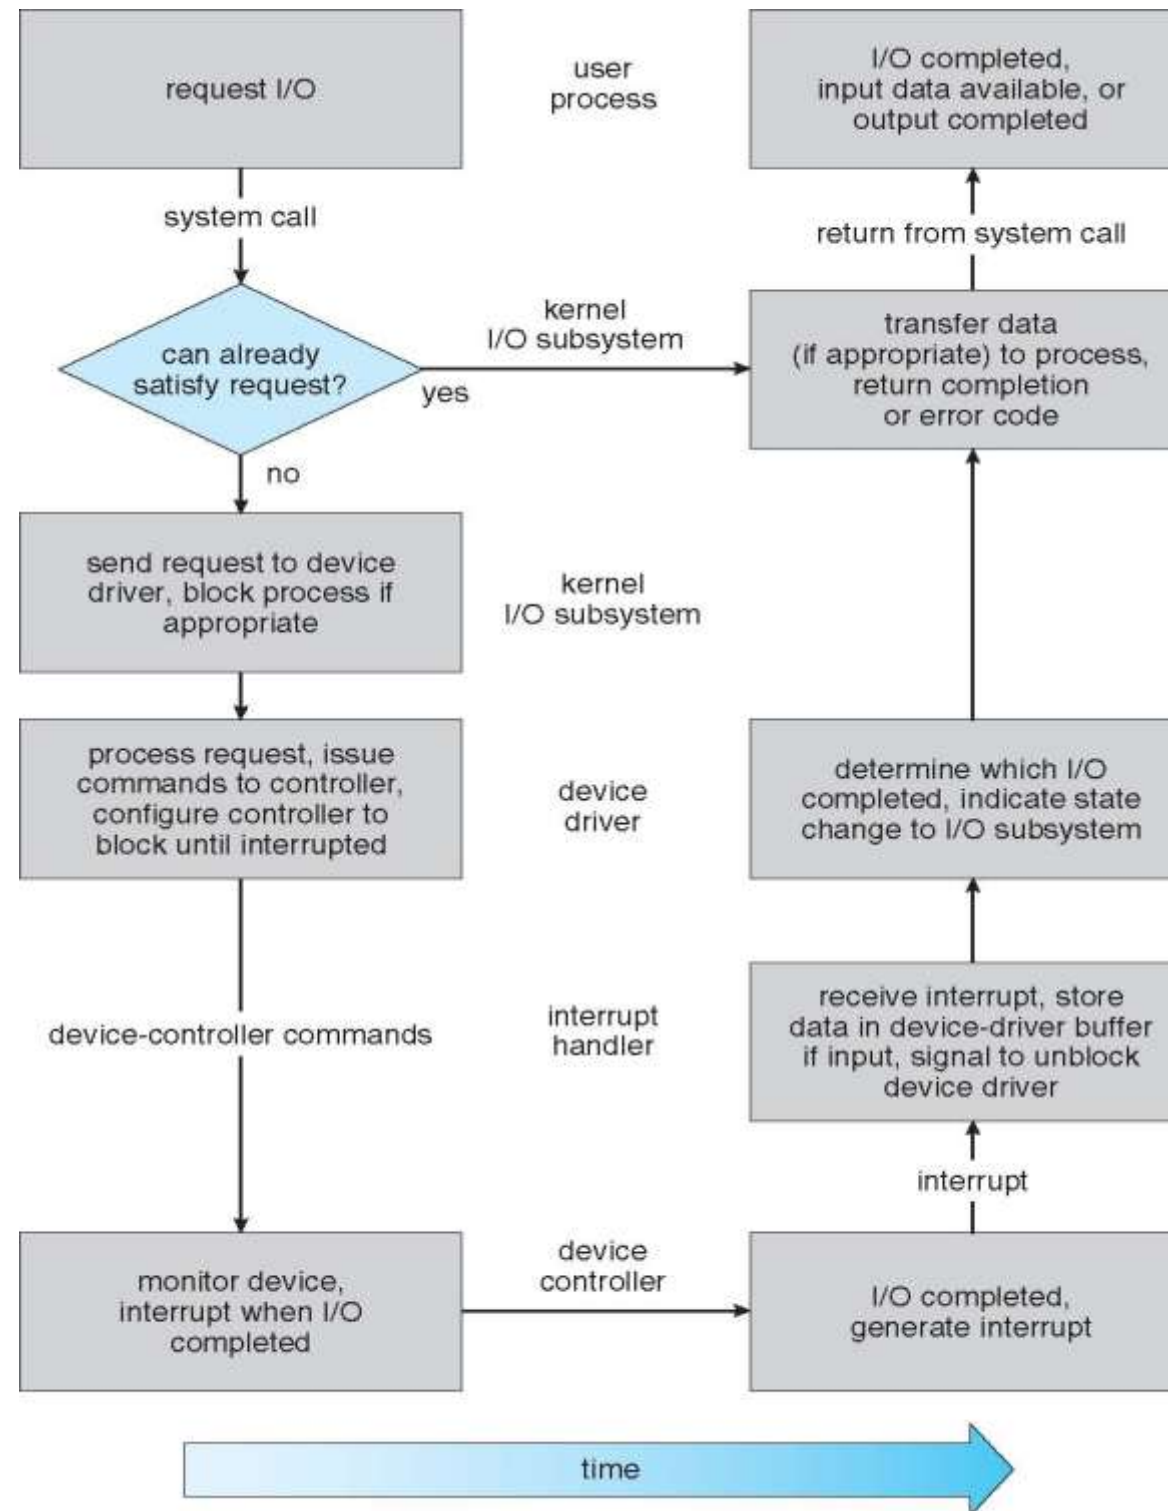 request I/O
user
process
I/O completed,
input data available, or
output completed
system call
return from system call
can already
satisfy request?
kernel
I/O subsystem
yes
transfer data
(if appropriate) to process,
return completion
or error code
no
send request to device
driver, block process if
appropriate
kernel
I/O subsystem
process request, issue
commands to controller,
configure controller to
block until interrupted
device
driver
determine which I/O
completed, indicate state
change to I/O subsystem
device-controller commands
interrupt
handler
receive interrupt, store
data in device-driver buffer
if input, signal to unblock
device driver
interrupt
monitor device,
interrupt when I/O
completed
device
controller
I/O completed,
generate interrupt
time